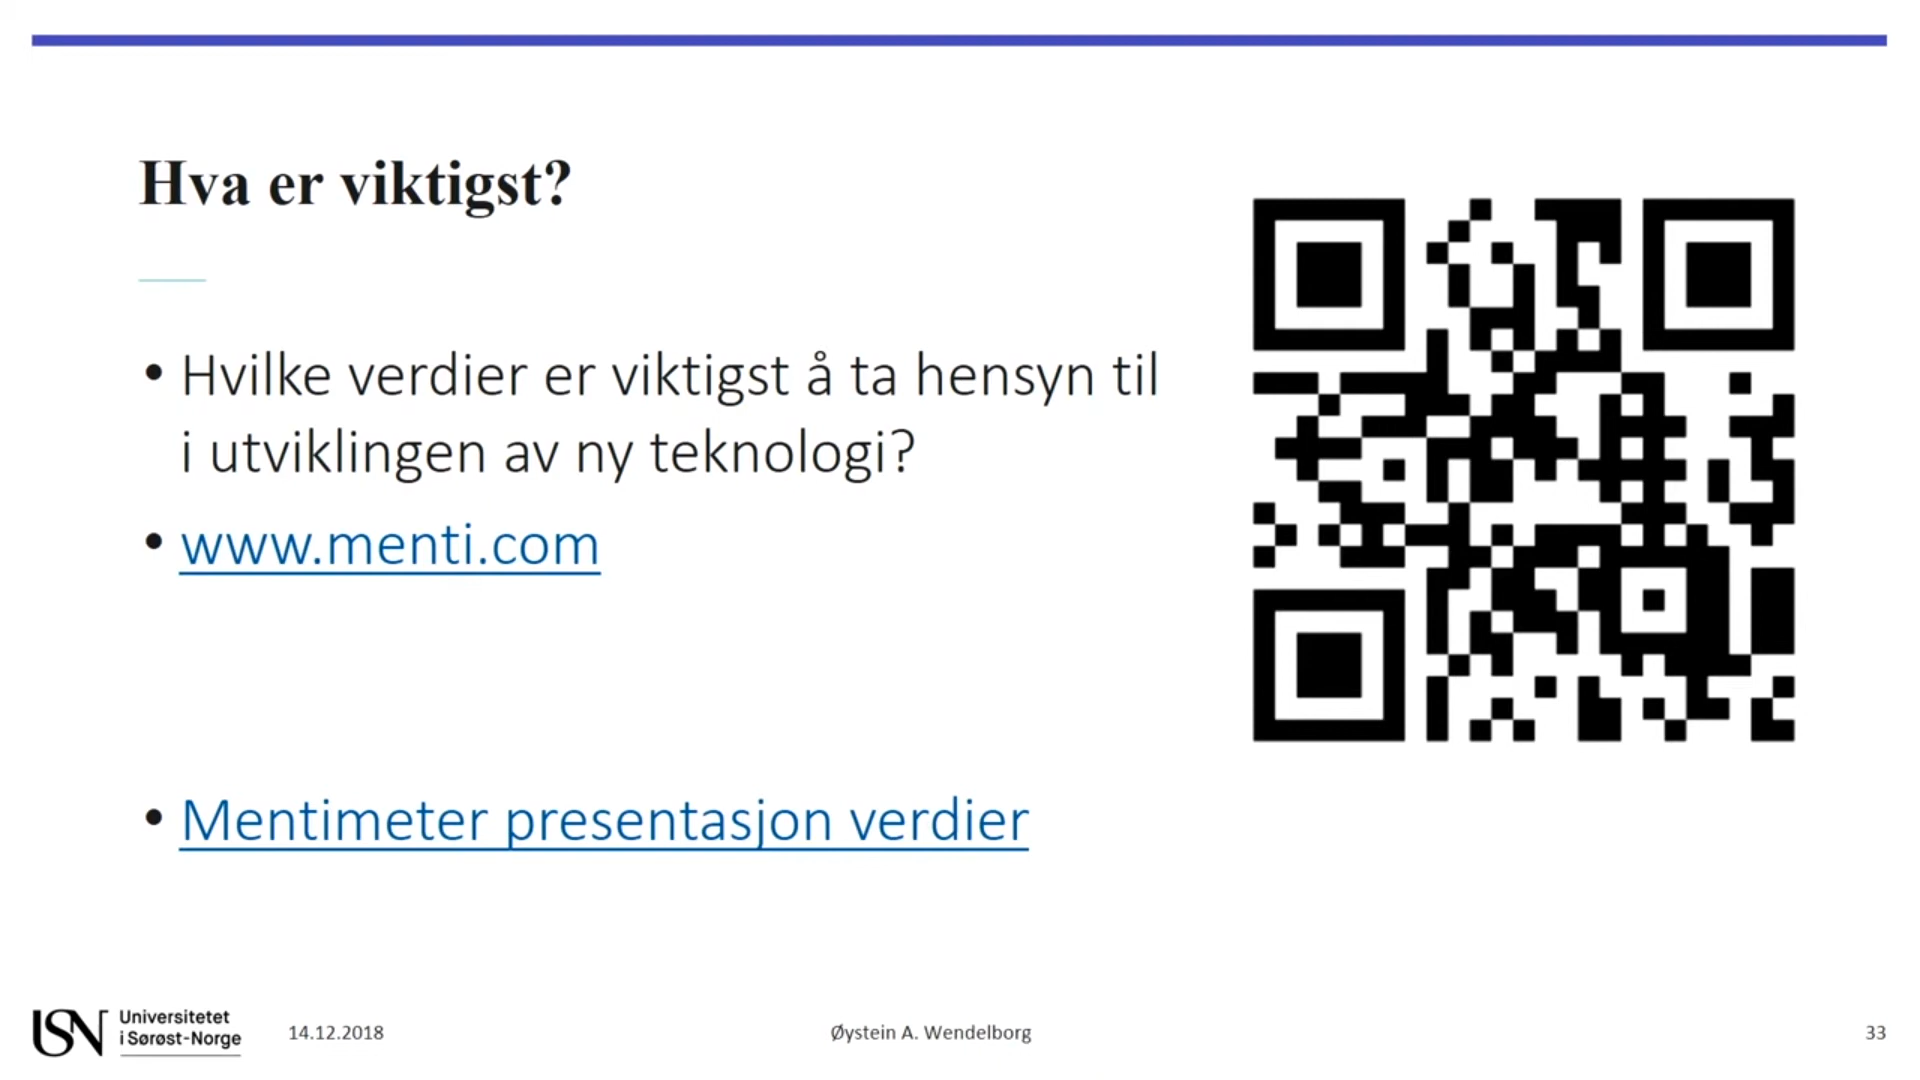 Hva er viktigst?
• Hvilke verdier er viktigst å ta hensyn til
i utviklingen av ny teknologi?
• www.menti.com
• Mentimeter presentasjon verdier
USN Universitetet
i Sørøst-Norge
14.12.2018
Øystein A. Wendelborg
33